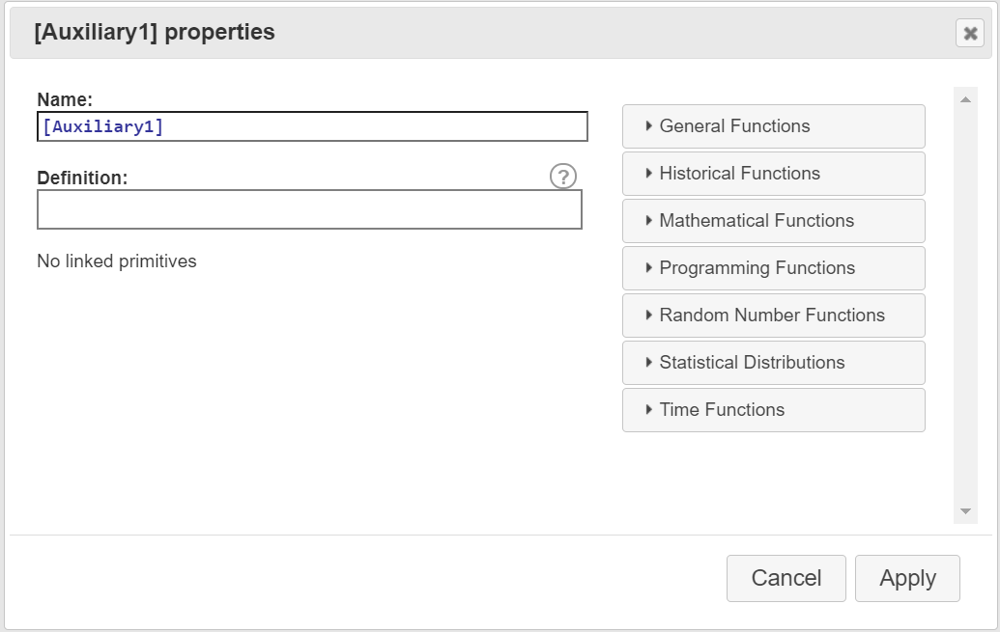 [Auxiliary1] properties
Name:
[Auxiliary1]
Definition:
?
No linked primitives
General Functions
Historical Functions
Mathematical Functions
Programming Functions
Random Number Functions
Statistical Distributions
Time Functions
Cancel
Apply